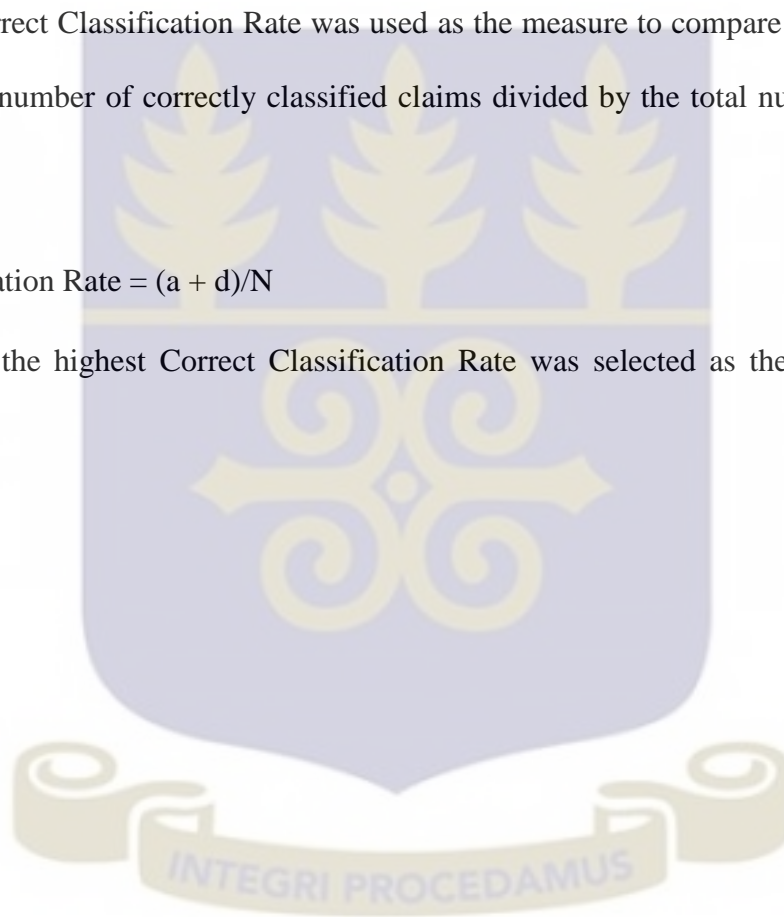 rrect Classification Rate was used as the measure to compare
number of correctly classified claims divided by the total nu
ation Rate = (a + d)/N
the highest Correct Classification Rate was selected as the
INTEGRI PROCEDAMUS